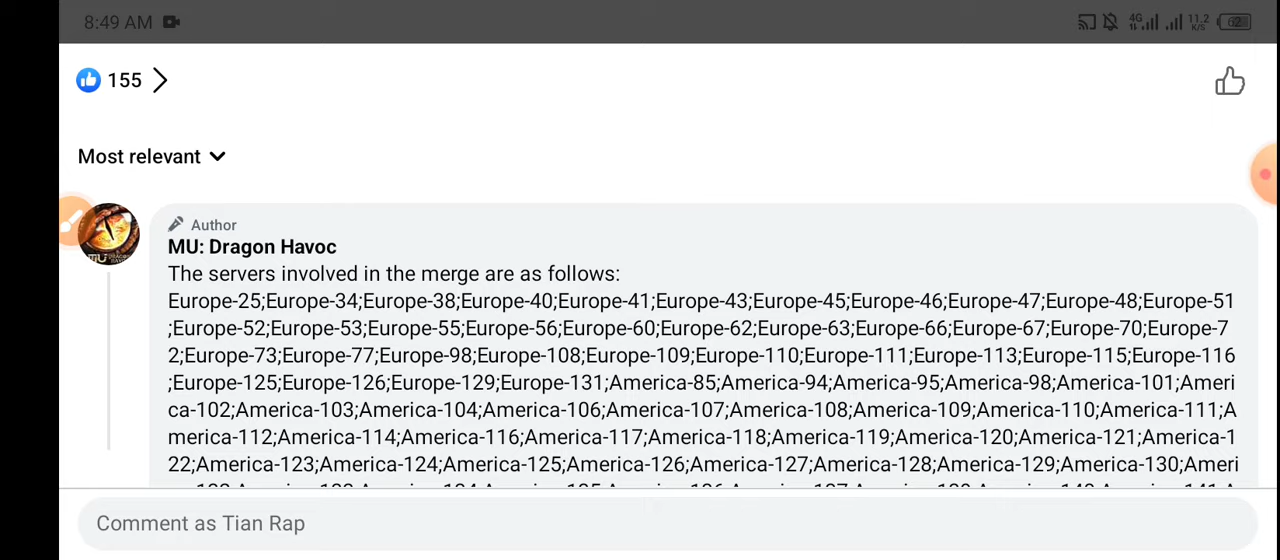 8:49 AM
4G 11.2 K/S 62
155
Most relevant
Author
MU: Dragon Havoc
The servers involved in the merge are as follows:
Europe-25;Europe-34;Europe-38;Europe-40;Europe-41;Europe-43;Europe-45;Europe-46;Europe-47;Europe-48;Europe-51
;Europe-52;Europe-53;Europe-55;Europe-56;Europe-60;Europe-62;Europe-63;Europe-66;Europe-67;Europe-70;Europe-7
2;Europe-73;Europe-77;Europe-98;Europe-108;Europe-109;Europe-110;Europe-111;Europe-113;Europe-115;Europe-116
;Europe-125;Europe-126;Europe-129;Europe-131;America-85;America-94;America-95;America-98;America-101;Ameri
ca-102;America-103;America-104;America-106;America-107;America-108;America-109;America-110;America-111;A
merica-112;America-114;America-116;America-117;America-118;America-119;America-120;America-121;America-1
22;America-123;America-124;America-125;America-126;America-127;America-128;America-129;America-130;Ameri
Comment as Tian Rap